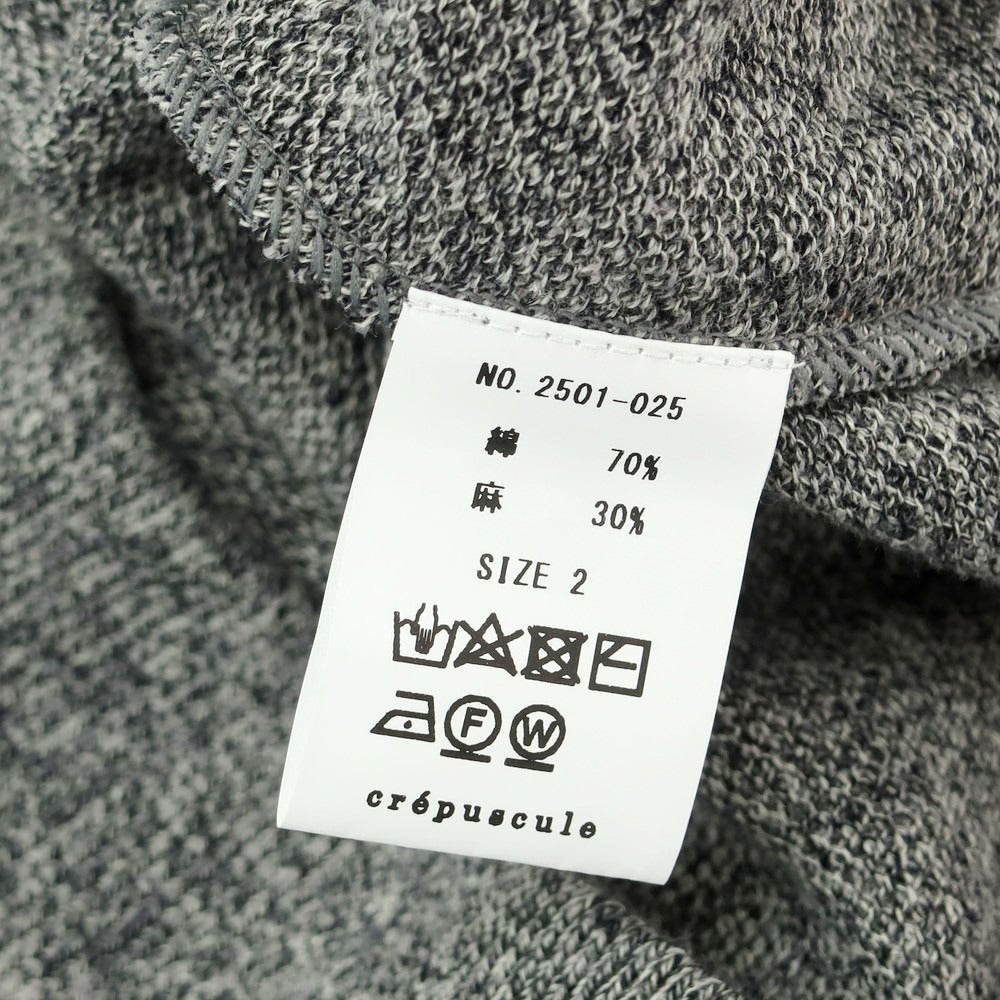 NO. 2501-025
綿 70%
麻 30%
SIZE 2
F W
crépuscule